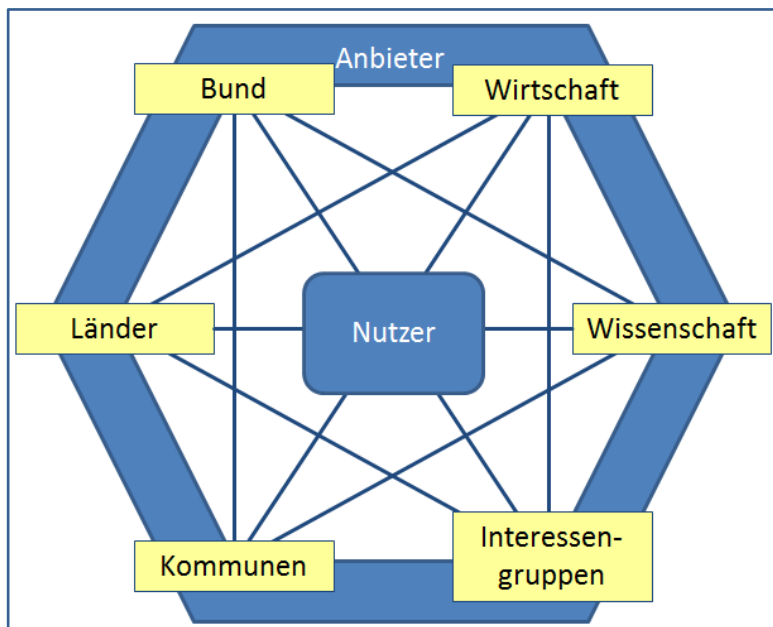 Anbieter
Bund
Wirtschaft
Länder
Nutzer
Wissenschaft
Kommunen
Interessen-
gruppen